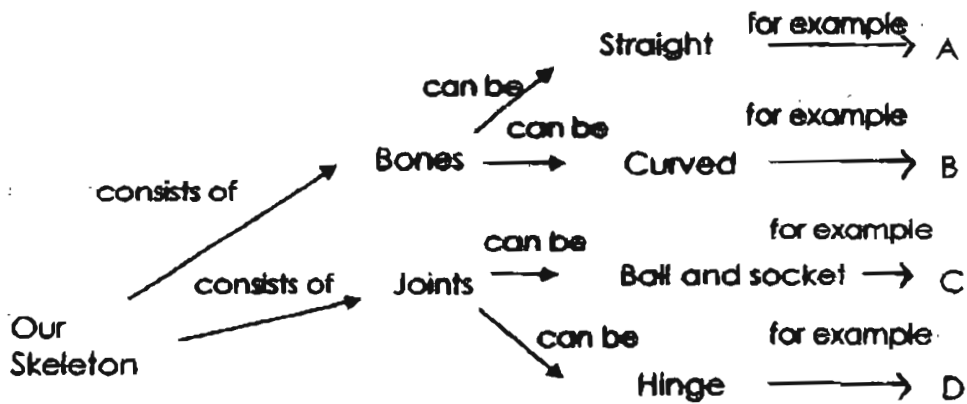 for example
Straight
A
can be
can be
for example
Bones
Curved
B
consists of
for example
can be
consists of
Joints
Ball and socket
C
Our
Skeleton
can be
for example
Hinge
D